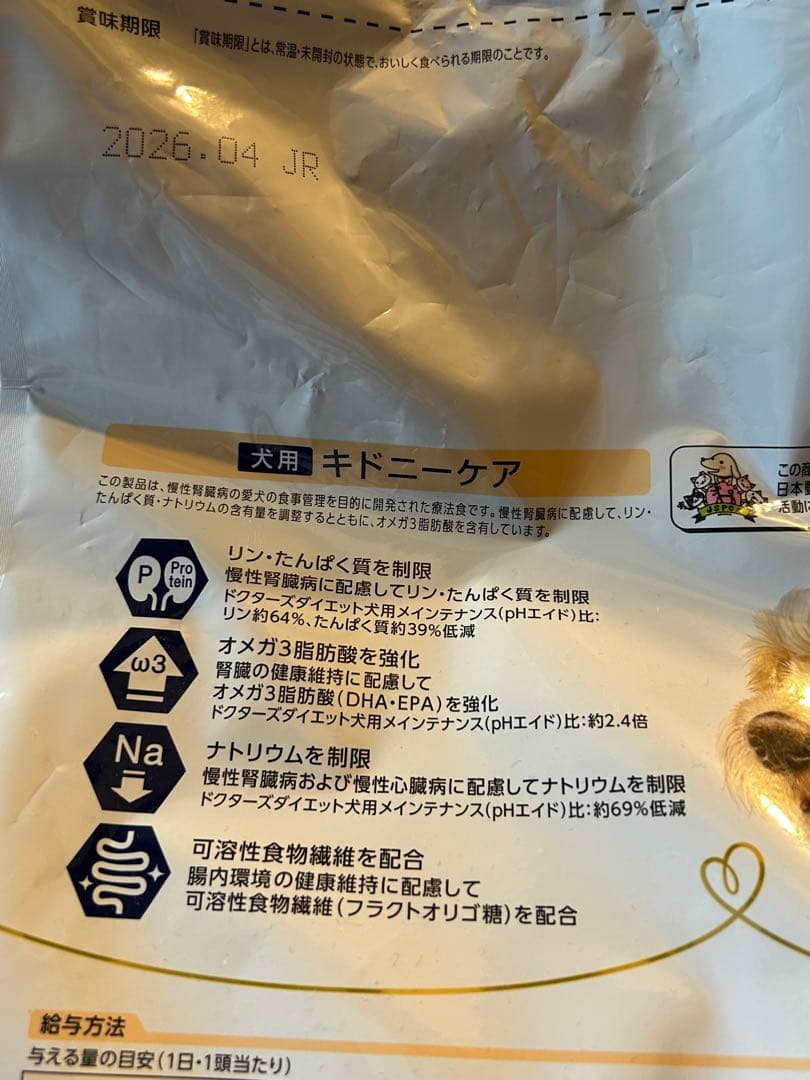 賞味期限
「賞味期限」とは、常温・未開封の状態で、おいしく食べられる期限のことです。
2026.04 JR
犬用 キドニーケア
この製品は、慢性腎臓病の愛犬の食事管理を目的に開発された療法食です。慢性腎臓病に配慮して、リン・
たんぱく質・ナトリウムの含有量を調整するとともに、オメガ3脂肪酸を含有しています。
この商
日本動
活動に
JSPCA
P Pro
tein
リン・たんぱく質を制限
慢性腎臓病に配慮してリン・たんぱく質を制限
ドクターズダイエット犬用メインテナンス(pHエイド)比:
リン約64%、たんぱく質約39%低減
ω3
オメガ3脂肪酸を強化
腎臓の健康維持に配慮して
オメガ3脂肪酸(DHA・EPA)を強化
ドクターズダイエット犬用メインテナンス(pHエイド)比:約2.4倍
Na
ナトリウムを制限
慢性腎臓病および慢性心臓病に配慮してナトリウムを制限
ドクターズダイエット犬用メインテナンス(pHエイド)比:約69%低減
可溶性食物繊維を配合
腸内環境の健康維持に配慮して
可溶性食物繊維(フラクトオリゴ糖)を配合
給与方法
与える量の目安(1日・1頭当たり)